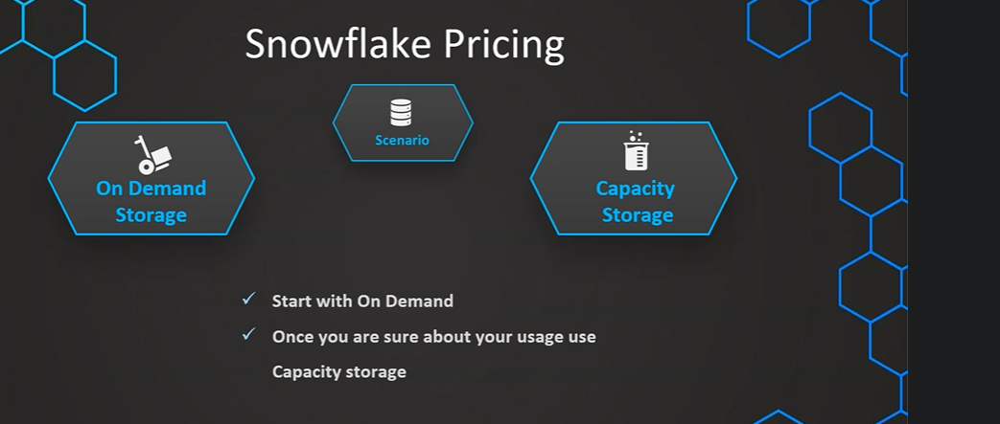 Snowflake Pricing
Scenario
On Demand
Storage
Capacity
Storage
Start with On Demand
Once you are sure about your usage use
Capacity storage